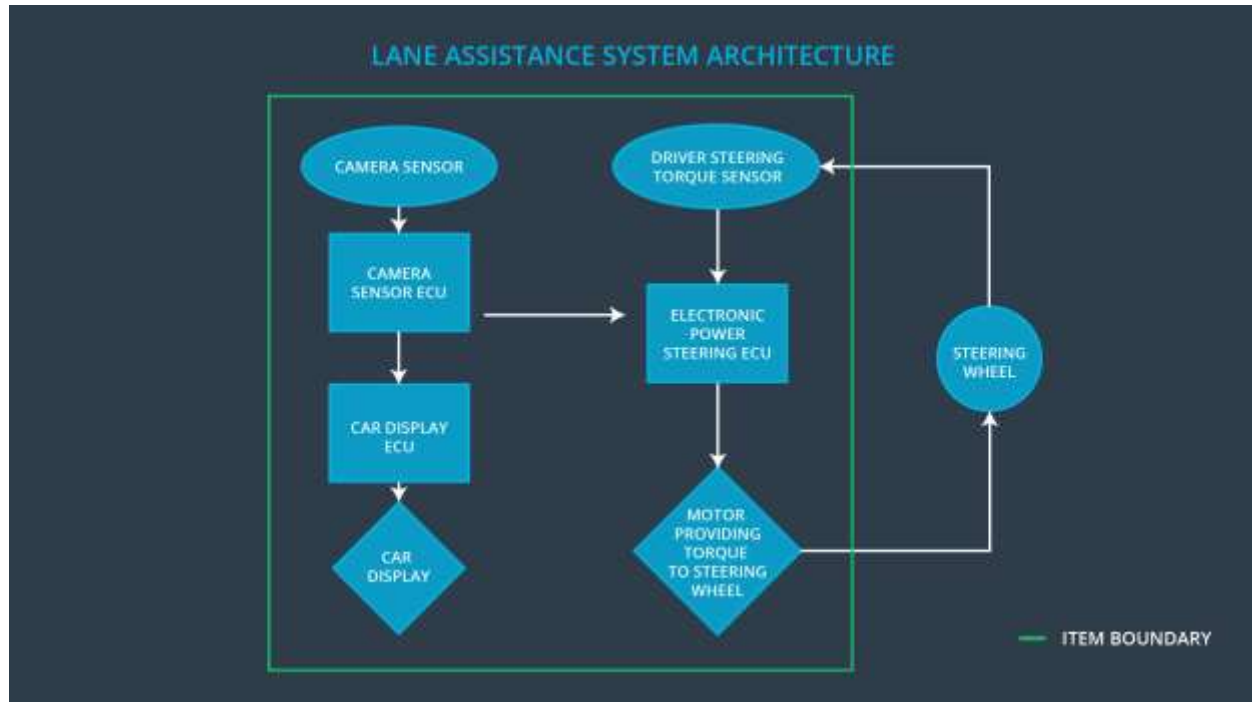 LANE ASSISTANCE SYSTEM ARCHITECTURE
CAMERA SENSOR
CAMERA
SENSOR ECU
CAR DISPLAY
ECU
CAR
DISPLAY
DRIVER STEERING
TORQUE SENSOR
ELECTRONIC
POWER
STEERING ECU
MOTOR
PROVIDING
TORQUE
TO STEERING
WHEEL
STEERING
WHEEL
ITEM BOUNDARY